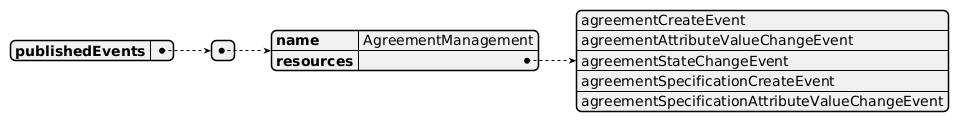 publishedEvents
name AgreementManagement
resources
agreementCreateEvent
agreementAttributeValueChangeEvent
agreementStateChangeEvent
agreementSpecificationCreateEvent
agreementSpecificationAttributeValueChangeEvent